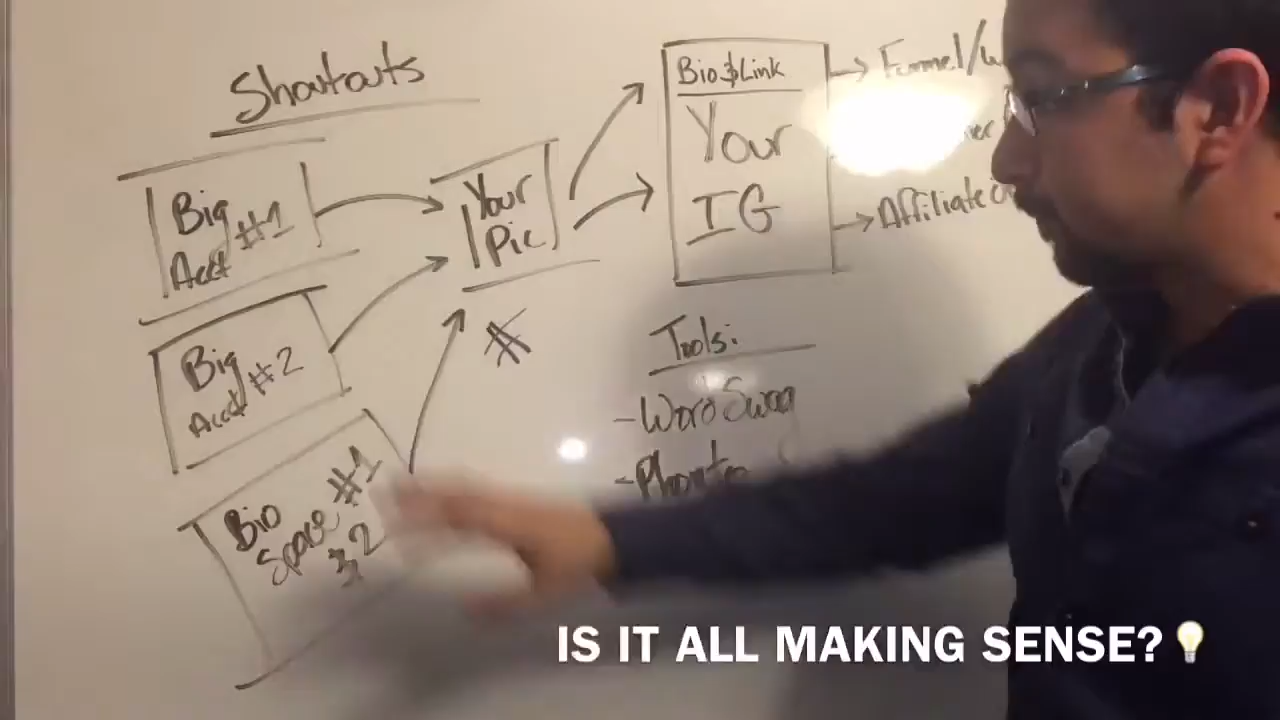 Shoutouts
Big
Acct #1
Big
Acct #2
Bio
Space #1
& 2
Your
Pic
Bio & Link
Your
IG
Funnel/
Affiliate
Tools:
- Word Swag
IS IT ALL MAKING SENSE?💡